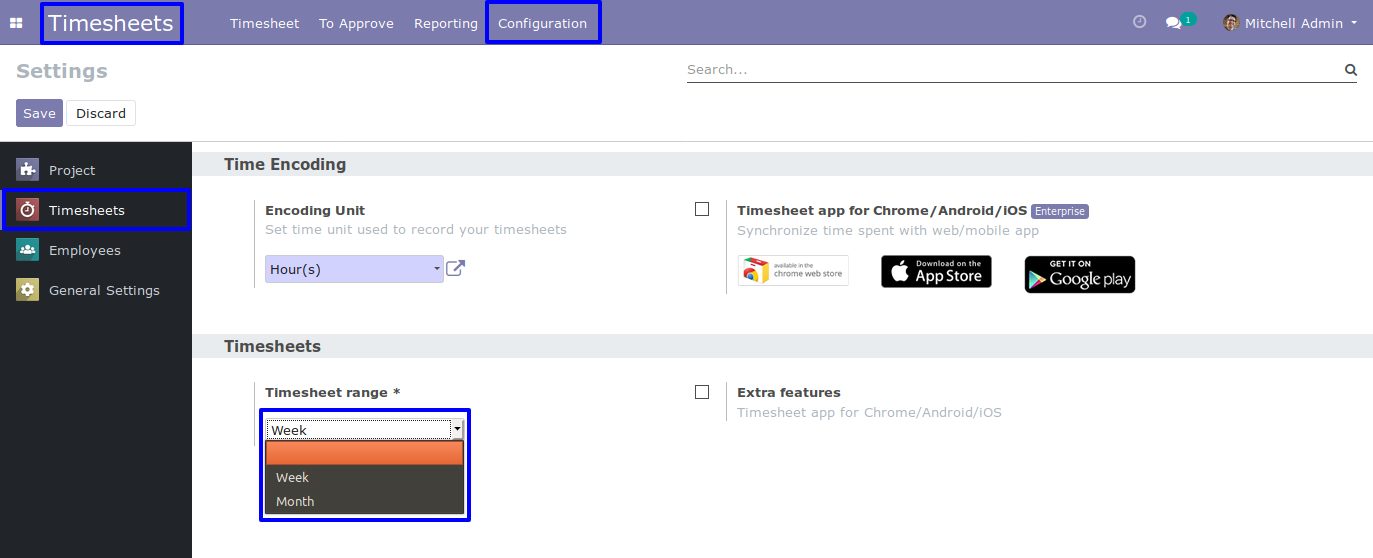 Timesheets Timesheet To Approve Reporting Configuration 1 Mitchell Admin
Settings Search...
Save Discard
Project
Timesheets
Employees
General Settings
Time Encoding
Encoding Unit
Set time unit used to record your timesheets
Hour(s)
Timesheet app for Chrome/Android/iOS Enterprise
Synchronize time spent with web/mobile app
available in the
chrome web store
Download on the
App Store
GET IT ON
Google play
Timesheets
Timesheet range *
Week
Week
Month
Extra features
Timesheet app for Chrome/Android/iOS